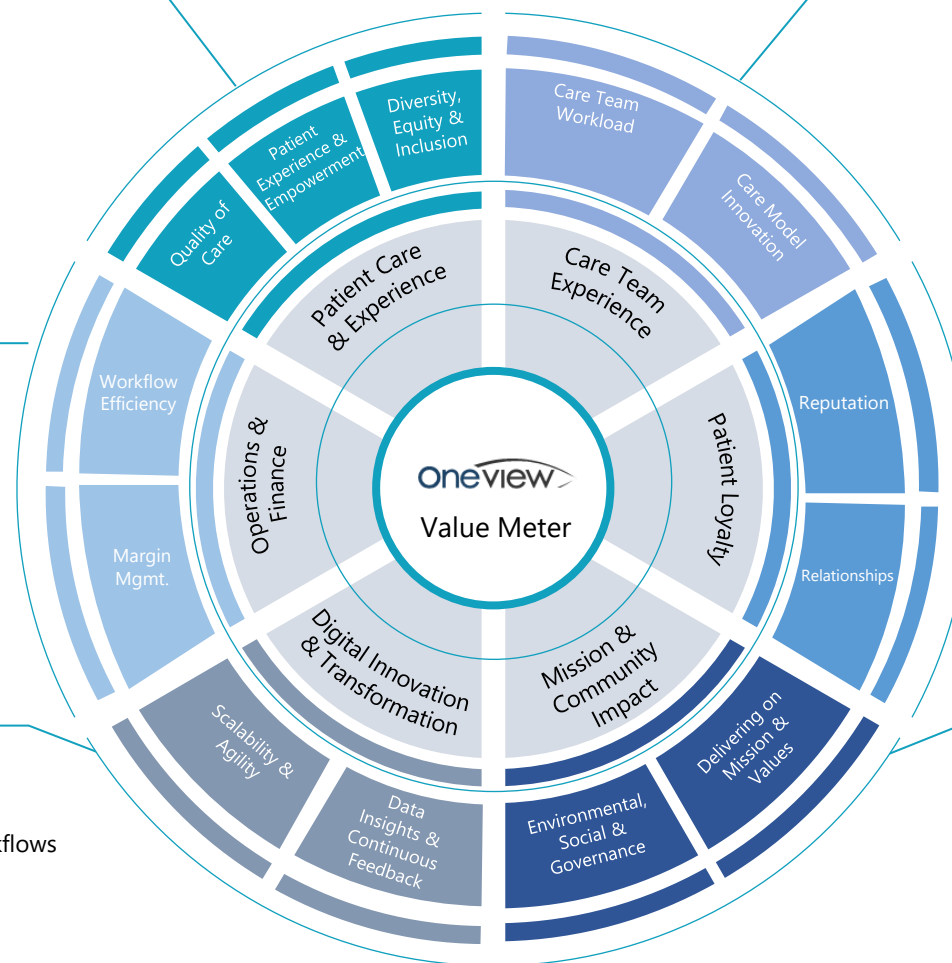 Diversity,
Equity &
Inclusion
Patient
Experience &
Empowerment
Quality of
Care
Care Team
Workload
Care Model
Innovation
Patient Care
& Experience
Care Team
Experience
Workflow
Efficiency
Margin
Mgmt.
Operations &
Finance
Oneview
Value Meter
Patient Loyalty
Reputation
Relationships
Digital Innovation
& Transformation
Mission &
Community
Impact
Scalability &
Agility
Data
Insights &
Continuous
Feedback
Environmental,
Social &
Governance
Delivering on
Mission &
Values